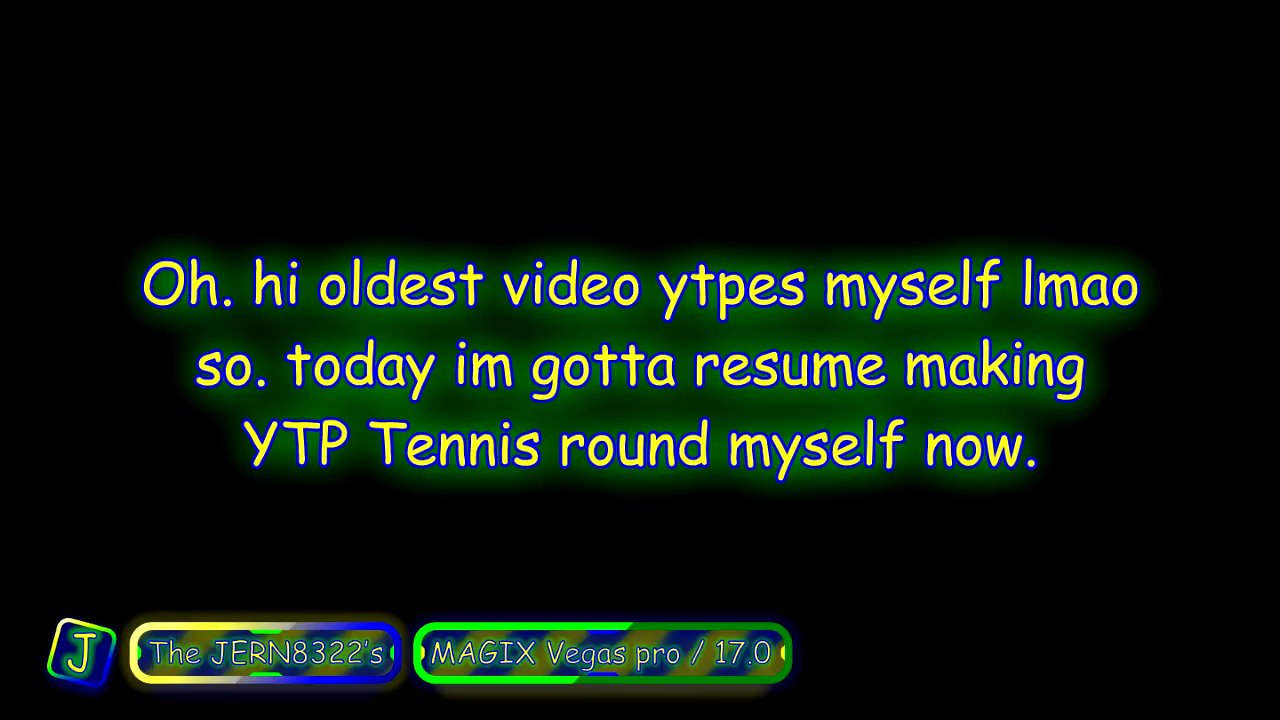 Oh. hi oldest video ytpes myself lmao
so. today im gotta resume making
YTP Tennis round myself now.
J The JERN8322's MAGIX Vegas pro / 17.0